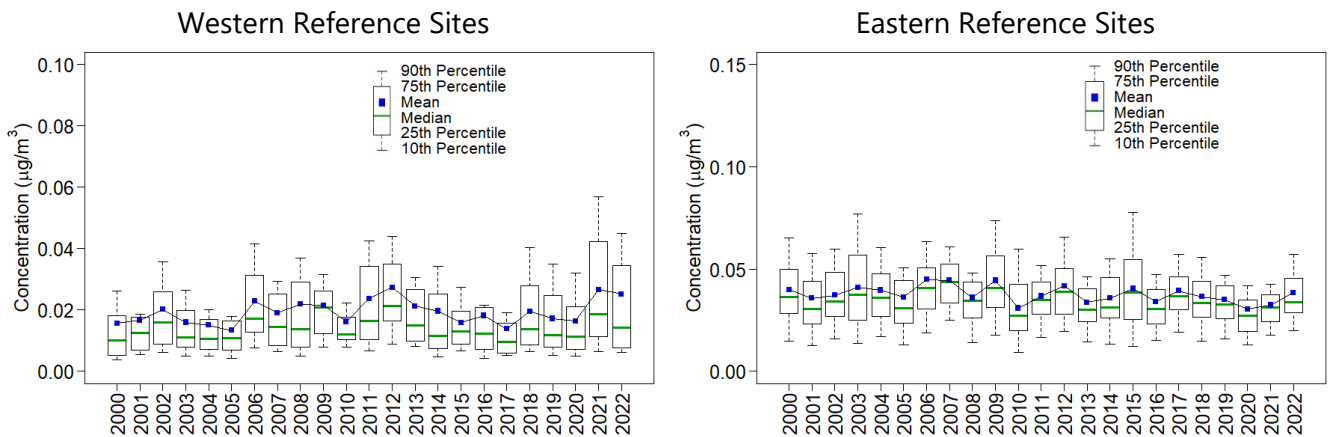 Western Reference Sites
0.10
0.08
0.06
0.04
0.02
0.00
Concentration (μg/m³)
90th Percentile
75th Percentile
Mean
Median
25th Percentile
10th Percentile
2000 2001 2002 2003 2004 2005 2006 2007 2008 2009 2010 2011 2012 2013 2014 2015 2016 2017 2018 2019 2020 2021 2022
Eastern Reference Sites
0.15
0.10
0.05
0.00
Concentration (μg/m³)
90th Percentile
75th Percentile
Mean
Median
25th Percentile
10th Percentile
2000 2001 2002 2003 2004 2005 2006 2007 2008 2009 2010 2011 2012 2013 2014 2015 2016 2017 2018 2019 2020 2021 2022